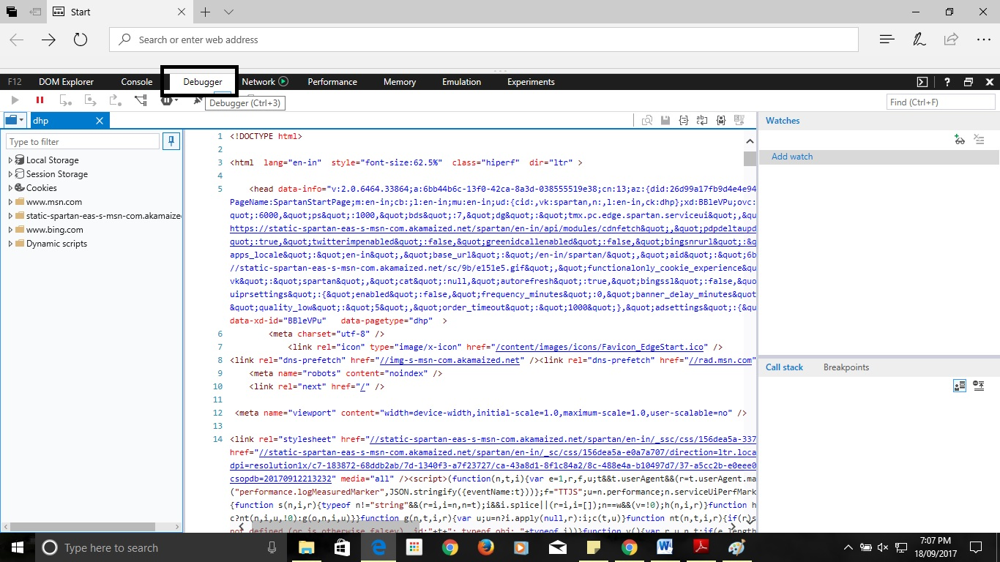 Start
Search or enter web address
F12 DOM Explorer Console Debugger Network Performance Memory Emulation Experiments ?
Debugger (Ctrl+3)
Find (Ctrl+F)
dhp
Type to filter
Local Storage
Session Storage
Cookies
www.msn.com
static-spartan-eas-s-msn-com.akamaized
www.bing.com
Dynamic scripts
1 <!DOCTYPE html>
2
3 <html lang="en-in" style="font-size:62.5%" class="hiperf" dir="ltr" >
4
5 <head data-info="v:2.0.6464.33864;a:6bb44b6c-13f0-42ca-8a3d-038555519e38;cn:13;az:{did:26d99a17fb9d4e4e94
PageName:SpartanStartPage;m:en-in;cb:;l:en-in;mu:en-in;ud:{cid:,vk:spartan,n:,l:en-in,ck:dhp};xd:BBleVPu;ovc:
quot;:6000,&quot;ps&quot;:1000,&quot;bds&quot;:7,&quot;dg&quot;:&quot;tmx.pc.edge.spartan.serviceui&quot;,&qu
https://static-spartan-eas-s-msn-com.akamaized.net/spartan/en-in/api/modules/cdnfetch&quot;,&quot;pdpdeltaupd
quot;:true,&quot;twitterimpenabled&quot;:false,&quot;greenidcallenabled&quot;:false,&quot;bingsnrurl&quot;:&q
apps_locale&quot;:&quot;en-in&quot;,&quot;base_url&quot;:&quot;/en-in/spartan/&quot;,&quot;aid&quot;:&quot;6b
//static-spartan-eas-s-msn-com.akamaized.net/sc/9b/e151e5.gif&quot;,&quot;functionalonly_cookie_experience&qu
vk&quot;:&quot;spartan&quot;,&quot;cat&quot;:null,&quot;autorefresh&quot;:true,&quot;bingssl&quot;:false,&quo
uiprsettings&quot;:{&quot;enabled&quot;:false,&quot;frequency_minutes&quot;:0,&quot;banner_delay_minutes&quot
&quot;quality_low&quot;:&quot;5&quot;,&quot;order_timeout&quot;:&quot;1000&quot;},&quot;adsettings&quot;:{&qu
data-xd-id="BBleVPu" data-pagetype="dhp" >
6 <meta charset="utf-8" />
7 <link rel="icon" type="image/x-icon" href="/content/images/icons/Favicon_EdgeStart.ico" />
8 <link rel="dns-prefetch" href="//img-s-msn-com.akamaized.net" /><link rel="dns-prefetch" href="//rad.msn.com"
9 <meta name="robots" content="noindex" />
10 <link rel="next" href="/" />
11
12 <meta name="viewport" content="width=device-width,initial-scale=1.0,maximum-scale=1.0,user-scalable=no" />
13
14 <link rel="stylesheet" href="//static-spartan-eas-s-msn-com.akamaized.net/spartan/en-in/_ssc/css/156dea5a-337
href="//static-spartan-eas-s-msn-com.akamaized.net/spartan/en-in/_sc/css/156dea5a-e0a7a707/direction=ltr.loca
dpi=resolution1x/c7-183872-68ddb2ab/7d-1340f3-a7f23727/ca-43a8d1-8f1c84a2/8c-488e4a-b10497d7/37-a5cc2b-e0eee0
csopdb=20170912213232" media="all" /><script>(function(n,t,i){var e=1,r,f,u;t&&t.userAgent&&(r=t.userAgent.ma
("performance.logMeasuredMarker",JSON.stringify({eventName:t}))};f="TTJS";u=n.performance;n.serviceUiPerfMark
{function s(n,i,r){typeof n!="string"&&(r=i,i=n,n=t);i&&i.splice||(r=i,i=[]);n==w&&(v=!0);h(n,i,r)}function h
c?nt(n,i,u,!0):g(o,n,i,u)}}function g(n,t,i,r){var u;u=n?i.apply(null,r):i;c(t,u)}function nt(n,t,i,r){if(r)s
not defined (or is otherwise falsey) id:"+t+"; typeof obj: "+typeof i))}function v(){var r,u,n,t;if(e.length
Watches
Add watch
Call stack Breakpoints
Type here to search
7:07 PM
18/09/2017